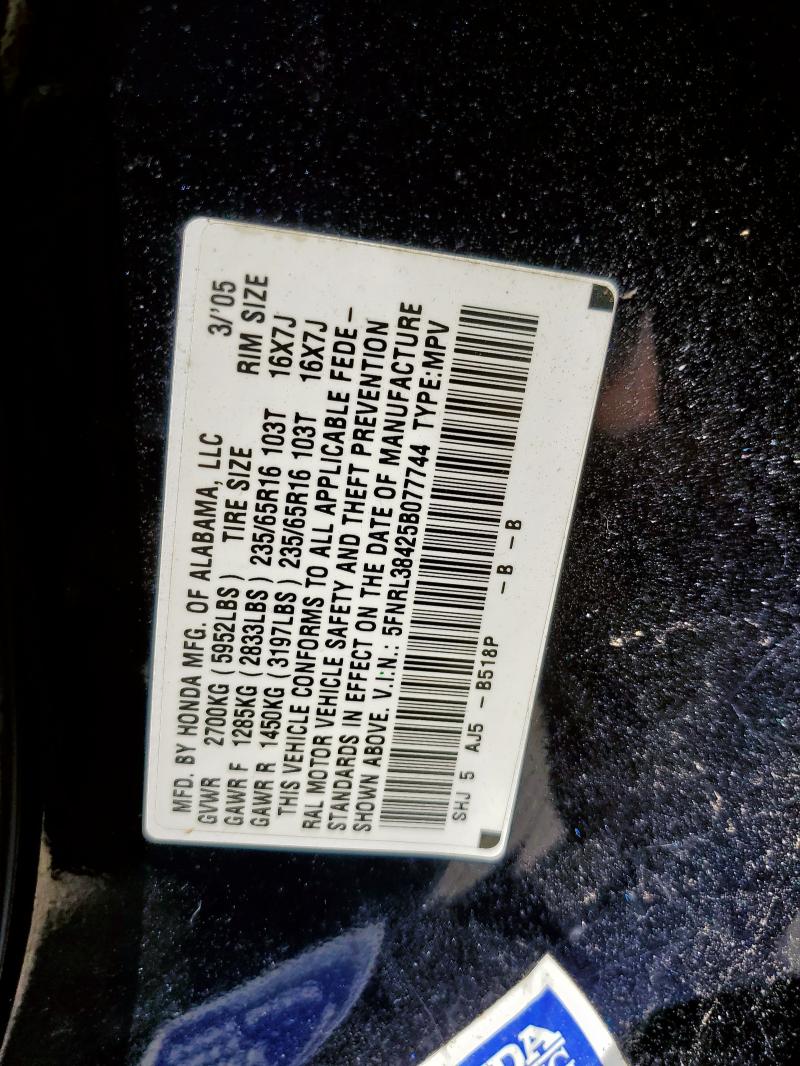 MFD. BY HONDA MFG. OF ALABAMA, LLC 3/'05
GVWR 2700KG (5952LBS) TIRE SIZE RIM SIZE
GAWR F 1285KG (2833LBS) 235/65R16 103T 16X7J
GAWR R 1450KG (3197LBS) 235/65R16 103T 16X7J
THIS VEHICLE CONFORMS TO ALL APPLICABLE FEDE-
RAL MOTOR VEHICLE SAFETY AND THEFT PREVENTION
STANDARDS IN EFFECT ON THE DATE OF MANUFACTURE
SHOWN ABOVE. V.I.N.: 5FNRL38425B077744 TYPE:MPV
SHJ 5 AJ5 - B518P - B - B